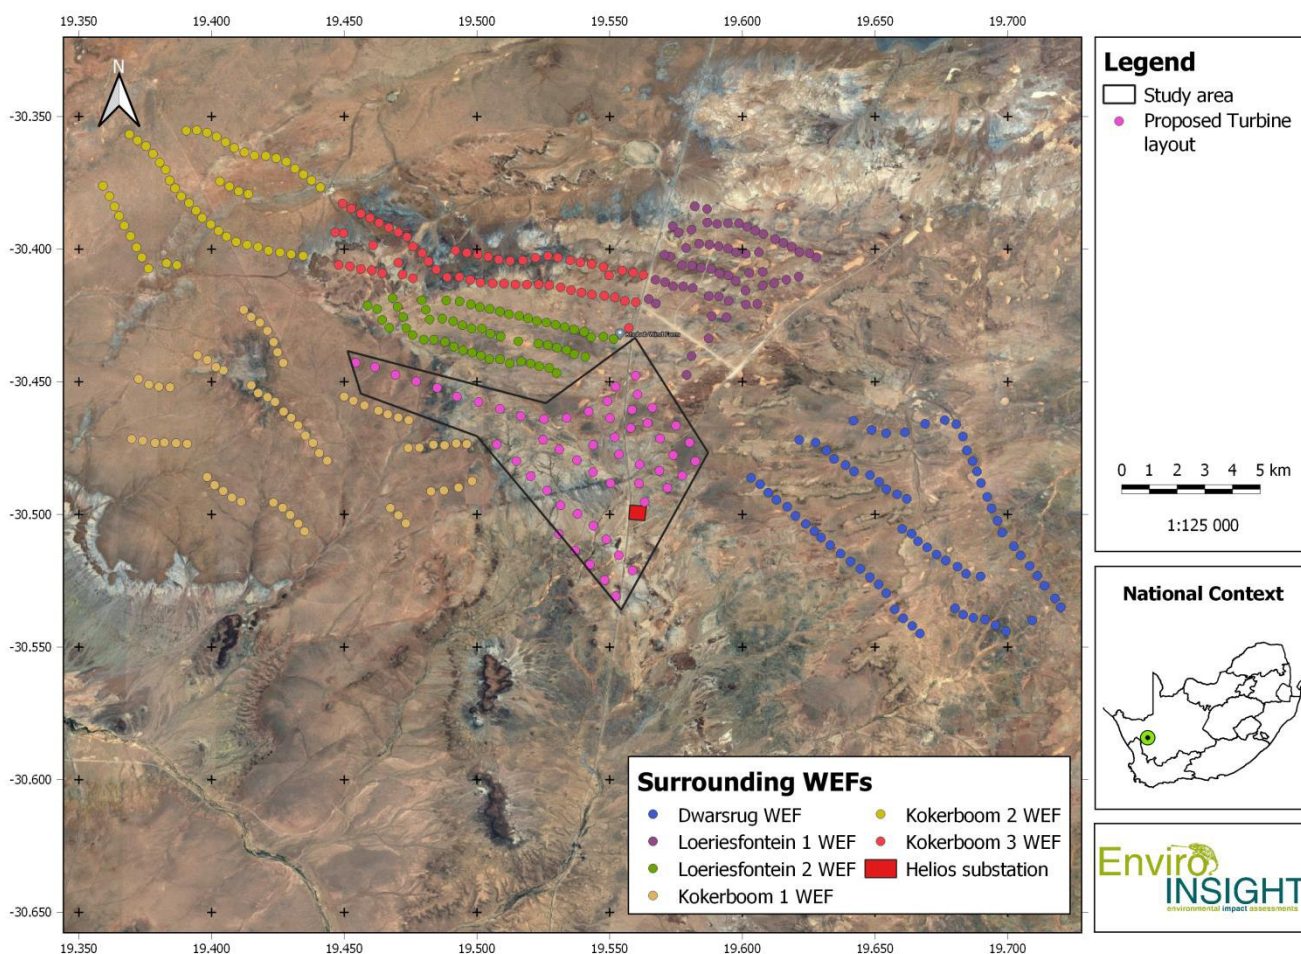 19.350 19.400 19.450 19.500 19.550 19.600 19.650 19.700
N
-30.350
-30.400
-30.450
-30.500
-30.550
-30.600
-30.650
Wind Farm
Legend
Study area
Proposed Turbine
layout
0 1 2 3 4 5 km
1:125 000
National Context
Surrounding WEFs
Dwarsrug WEF
Loeriesfontein 1 WEF
Loeriesfontein 2 WEF
Kokerboom 1 WEF
Kokerboom 2 WEF
Kokerboom 3 WEF
Helios substation
Enviro
INSIGHT
environmental impact assessments
19.350 19.400 19.450 19.500 19.550 19.600 19.650 19.700